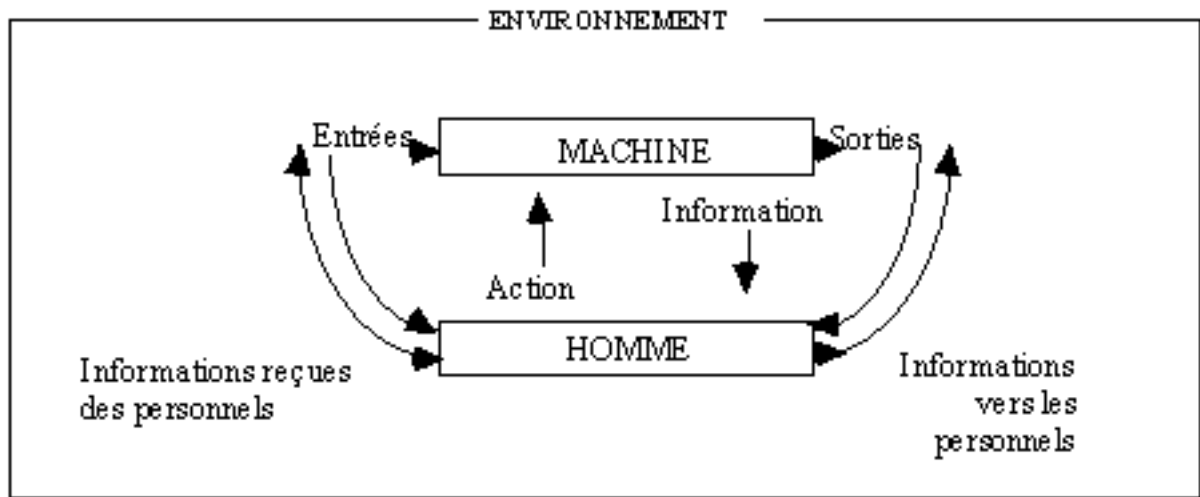 ENVIRONNEMENT
Entrées
MACHINE
Sorties
Information
Action
HOMME
Informations reçues
des personnels
Informations
vers les
personnels